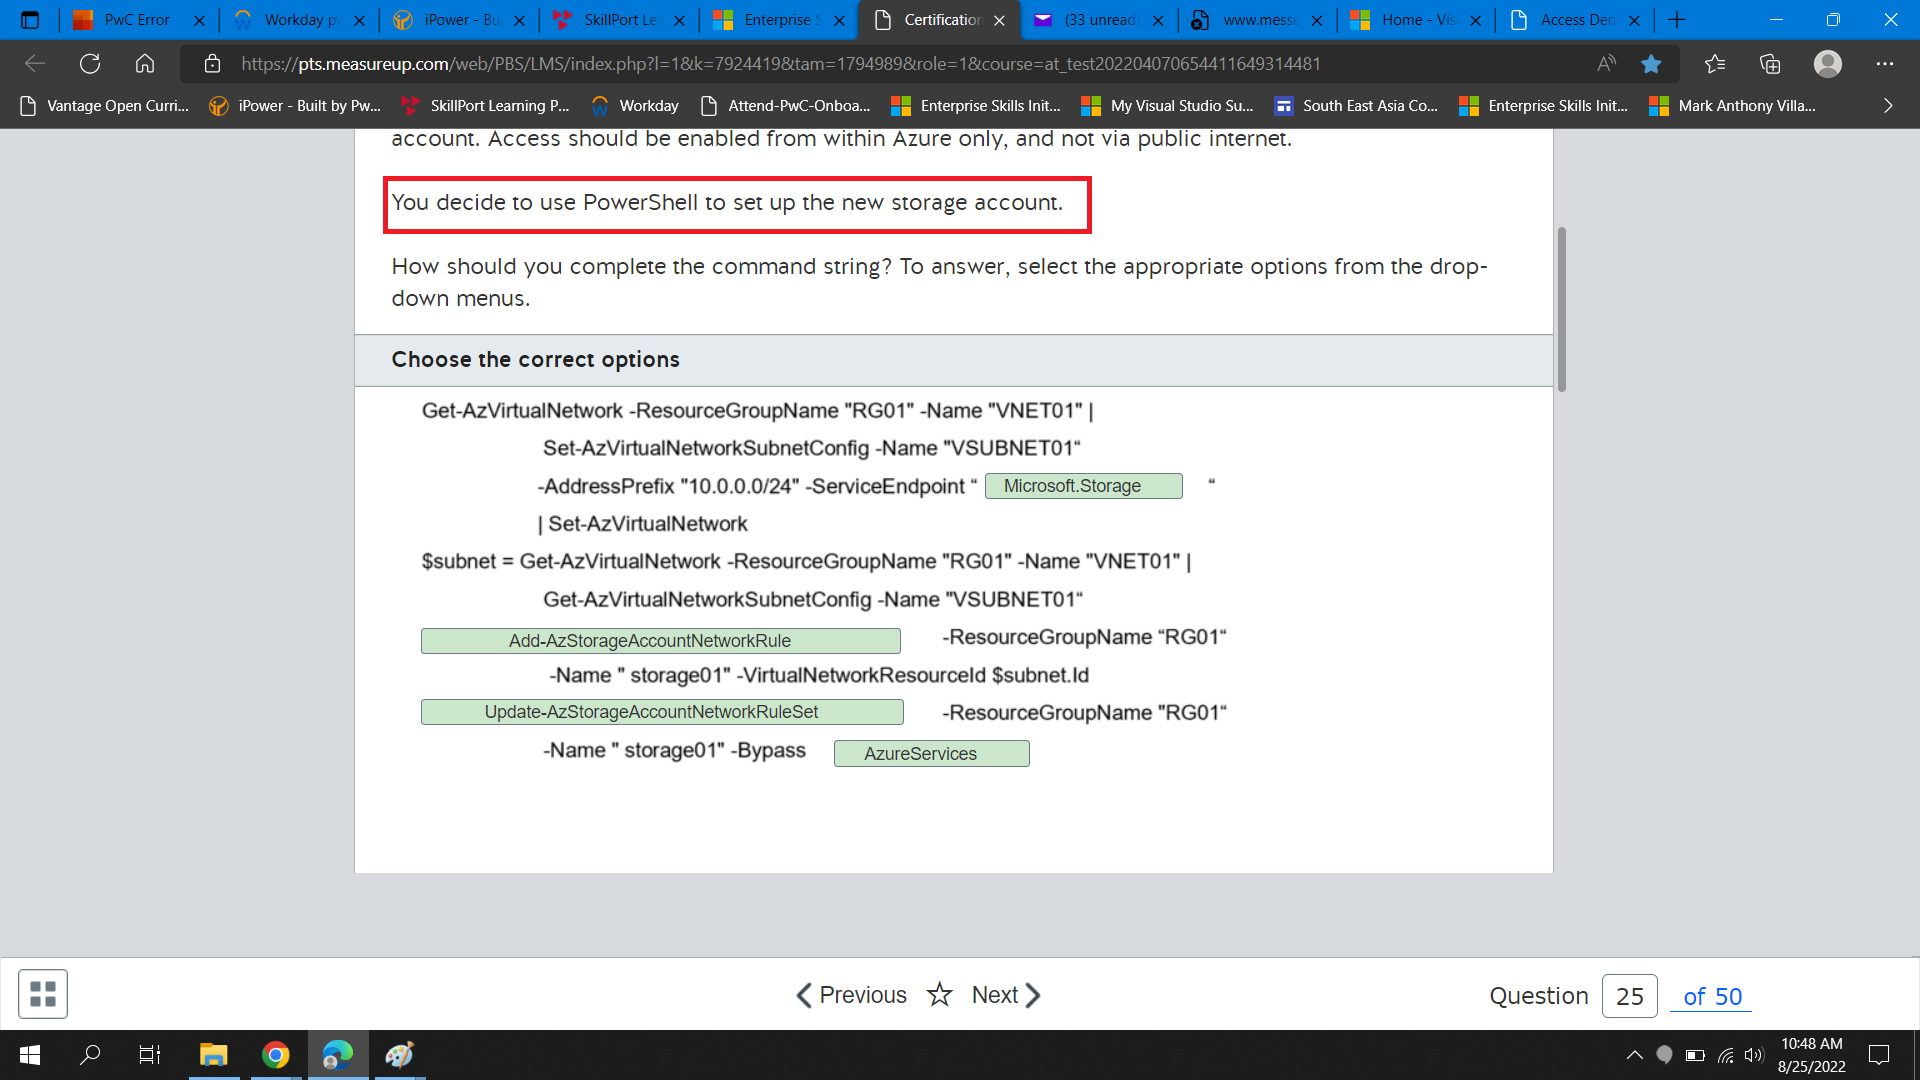 PwC Error
Workday p
iPower - Bu
SkillPort Lea
Enterprise S
Certification
(33 unread)
www.messe
Home - Vis
Access Den
https://pts.measureup.com/web/PBS/LMS/index.php?l=1&k=7924419&tam=1794989&role=1&course=at_test202204070654411649314481
Vantage Open Curri...
iPower - Built by Pw...
SkillPort Learning P...
Workday
Attend-PwC-Onboa...
Enterprise Skills Init...
My Visual Studio Su...
South East Asia Co...
Enterprise Skills Init...
Mark Anthony Villa...
account. Access should be enabled from within Azure only, and not via public internet.
You decide to use PowerShell to set up the new storage account.
How should you complete the command string? To answer, select the appropriate options from the drop-
down menus.
Choose the correct options
Get-AzVirtualNetwork -ResourceGroupName "RG01" -Name "VNET01" |
Set-AzVirtualNetworkSubnetConfig -Name "VSUBNET01“
-AddressPrefix "10.0.0.0/24" -ServiceEndpoint “ Microsoft.Storage “
| Set-AzVirtualNetwork
$subnet = Get-AzVirtualNetwork -ResourceGroupName "RG01" -Name "VNET01" |
Get-AzVirtualNetworkSubnetConfig -Name "VSUBNET01“
Add-AzStorageAccountNetworkRule -ResourceGroupName “RG01“
-Name " storage01" -VirtualNetworkResourceId $subnet.Id
Update-AzStorageAccountNetworkRuleSet -ResourceGroupName "RG01“
-Name " storage01" -Bypass AzureServices
Previous Next
Question 25 of 50
10:48 AM
8/25/2022